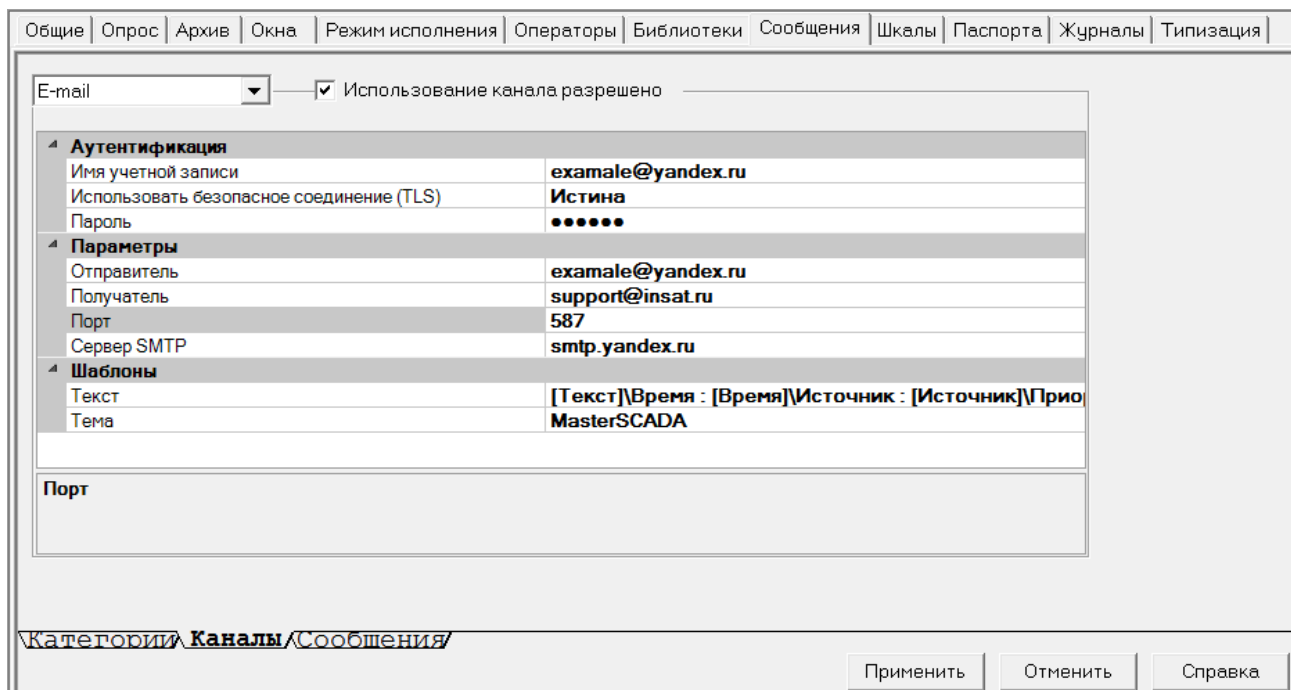 Общие Опрос Архив Окна Режим исполнения Операторы Библиотеки Сообщения Шкалы Паспорта Журналы Типизация
E-mail Использование канала разрешено
Аутентификация
Имя учетной записи examale@yandex.ru
Использовать безопасное соединение (TLS) Истина
Пароль ●●●●●●
Параметры
Отправитель examale@yandex.ru
Получатель support@insat.ru
Порт 587
Сервер SMTP smtp.yandex.ru
Шаблоны
Текст [Текст]\Время : [Время]\Источник : [Источник]\Прио
Тема MasterSCADA
Порт
Категории Каналы Сообщения
Применить Отменить Справка